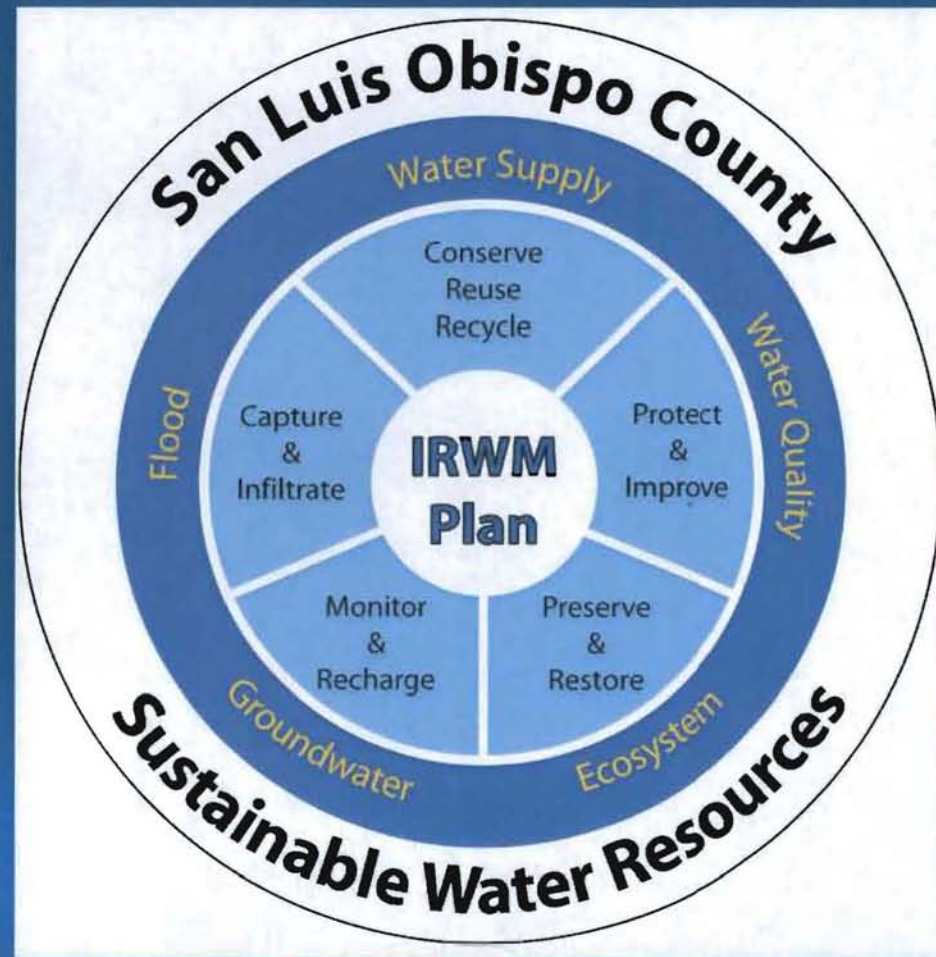 San Luis Obispo County
Water Supply
Conserve
Reuse
Recycle
Flood
Capture
&
Infiltrate
IRWM
Plan
Protect
&
Improve
Water Quality
Monitor
&
Recharge
Preserve
&
Restore
Groundwater
Ecosystem
Sustainable Water Resources